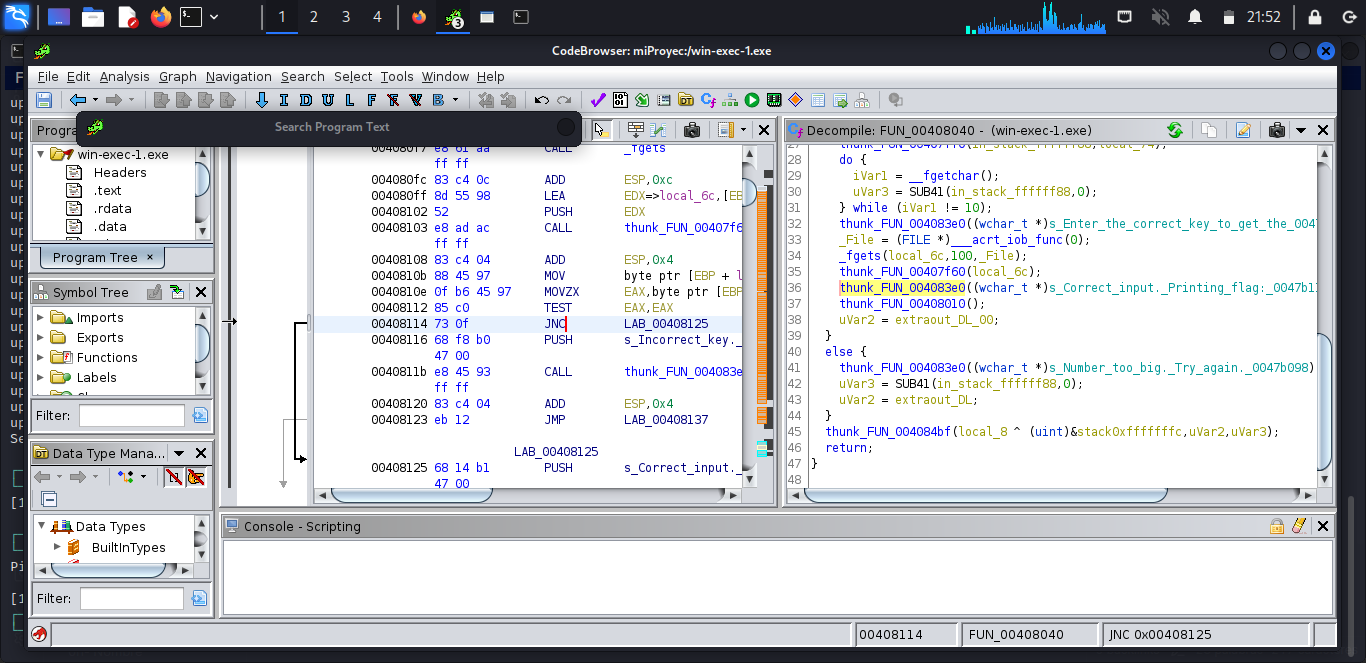 1 2 3 4
3
21:52
CodeBrowser: miProyec:/win-exec-1.exe
File Edit Analysis Graph Navigation Search Select Tools Window Help
I D U L F B
Search Program Text
Progra
win-exec-1.exe
Headers
.text
.rdata
.data
Program Tree ×
Symbol Tree
Imports
Exports
Functions
Labels
Filter:
Data Type Mana...
Data Types
BuiltInTypes
Filter:
004080f7 e8 61 aa CALL _fgets
ff ff
004080fc 83 c4 0c ADD ESP,0xc
004080ff 8d 55 98 LEA EDX=>local_6c,[EB
00408102 52 PUSH EDX
00408103 e8 ad ac CALL thunk_FUN_00407f6
ff ff
00408108 83 c4 04 ADD ESP,0x4
0040810b 88 45 97 MOV byte ptr [EBP + l
0040810e 0f b6 45 97 MOVZX EAX,byte ptr [EBP
00408112 85 c0 TEST EAX,EAX
00408114 73 0f JNC LAB_00408125
00408116 68 f8 b0 PUSH s_Incorrect_key._
47 00
0040811b e8 45 93 CALL thunk_FUN_004083e
ff ff
00408120 83 c4 04 ADD ESP,0x4
00408123 eb 12 JMP LAB_00408137
LAB_00408125
00408125 68 14 b1 PUSH s_Correct_input._
47 00
Decompile: FUN_00408040 - (win-exec-1.exe)
28 do {
29 iVar1 = __fgetchar();
30 uVar3 = SUB41(in_stack_ffffff88,0);
31 } while (iVar1 != 10);
32 thunk_FUN_004083e0((wchar_t *)s_Enter_the_correct_key_to_get_the_0047
33 _File = (FILE *)___acrt_iob_func(0);
34 _fgets(local_6c,100,_File);
35 thunk_FUN_00407f60(local_6c);
36 thunk_FUN_004083e0((wchar_t *)s_Correct_input._Printing_flag:_0047b1
37 thunk_FUN_00408010();
38 uVar2 = extraout_DL_00;
39 }
40 else {
41 thunk_FUN_004083e0((wchar_t *)s_Number_too_big._Try_again._0047b098)
42 uVar3 = SUB41(in_stack_ffffff88,0);
43 uVar2 = extraout_DL;
44 }
45 thunk_FUN_004084bf(local_8 ^ (uint)&stack0xfffffffc,uVar2,uVar3);
46 return;
47 }
48
Console - Scripting
00408114 FUN_00408040 JNC 0x00408125